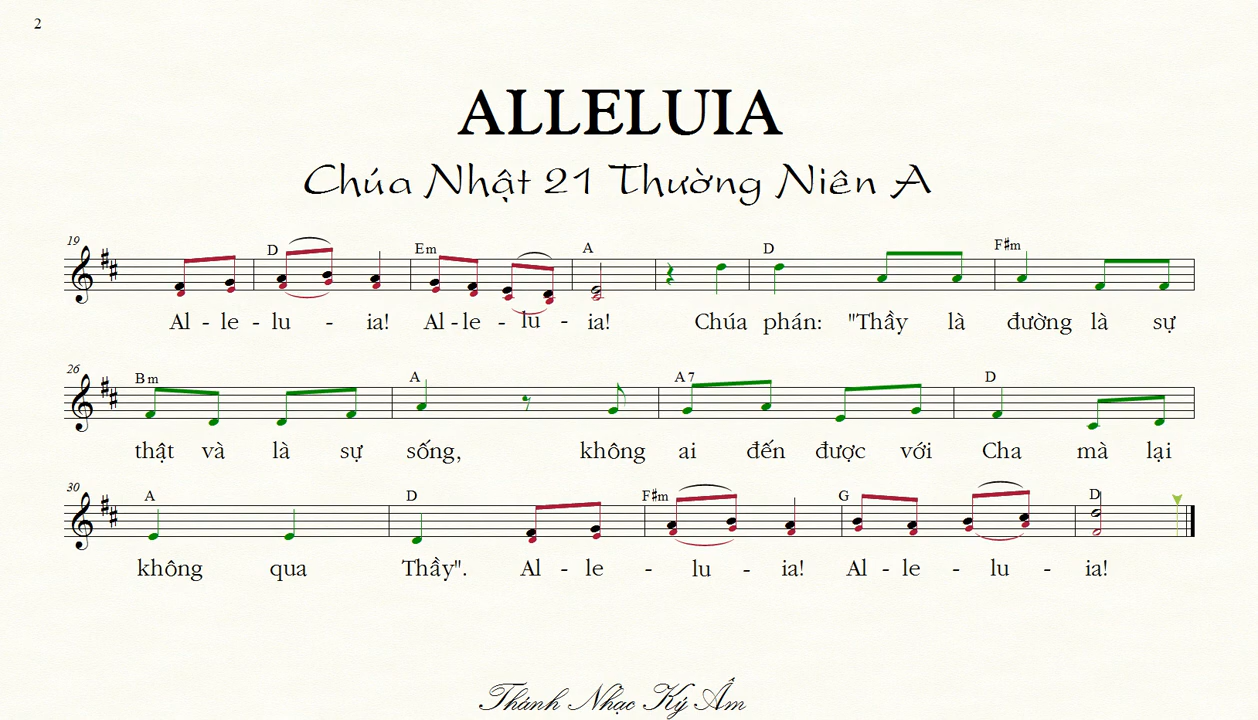 2
ALLELUIA
Chúa Nhật 21 Thường Niên A
19 D Em A D F#m
Al - le - lu - ia! Al - le - lu - ia! Chúa phán: "Thầy là đường là sự
26 Bm A A7 D
thật và là sự sống, không ai đến được với Cha mà lại
30 A D F#m G D
không qua Thầy". Al - le - lu - ia! Al - le - lu - ia!
Thánh Nhạc Ký Âm